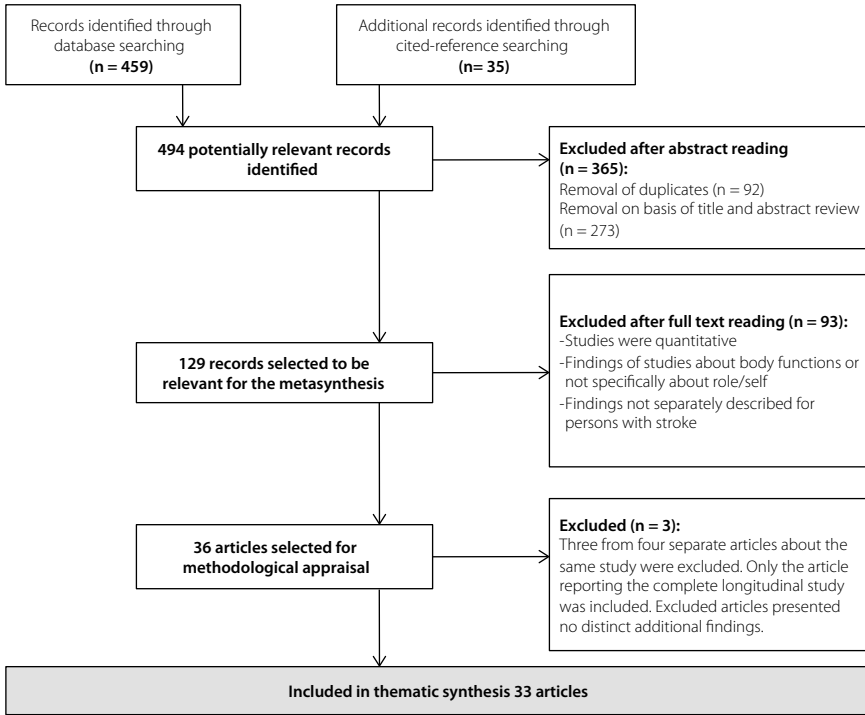 Records identified through
database searching
(n = 459)
Additional records identified through
cited-reference searching
(n= 35)
494 potentially relevant records
identified
Excluded after abstract reading
(n = 365):
Removal of duplicates (n = 92)
Removal on basis of title and abstract review
(n = 273)
129 records selected to be
relevant for the metasynthesis
Excluded after full text reading (n = 93):
-Studies were quantitative
-Findings of studies about body functions or
not specifically about role/self
-Findings not separately described for
persons with stroke
36 articles selected for
methodological appraisal
Excluded (n = 3):
Three from four separate articles about the
same study were excluded. Only the article
reporting the complete longitudinal study
was included. Excluded articles presented
no distinct additional findings.
Included in thematic synthesis 33 articles